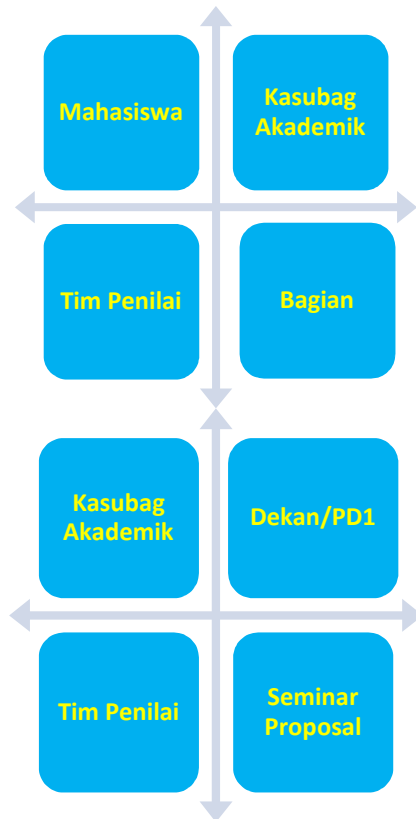 Mahasiswa
Kasubag
Akademik
Tim Penilai
Bagian
Kasubag
Akademik
Dekan/PD1
Tim Penilai
Seminar
Proposal